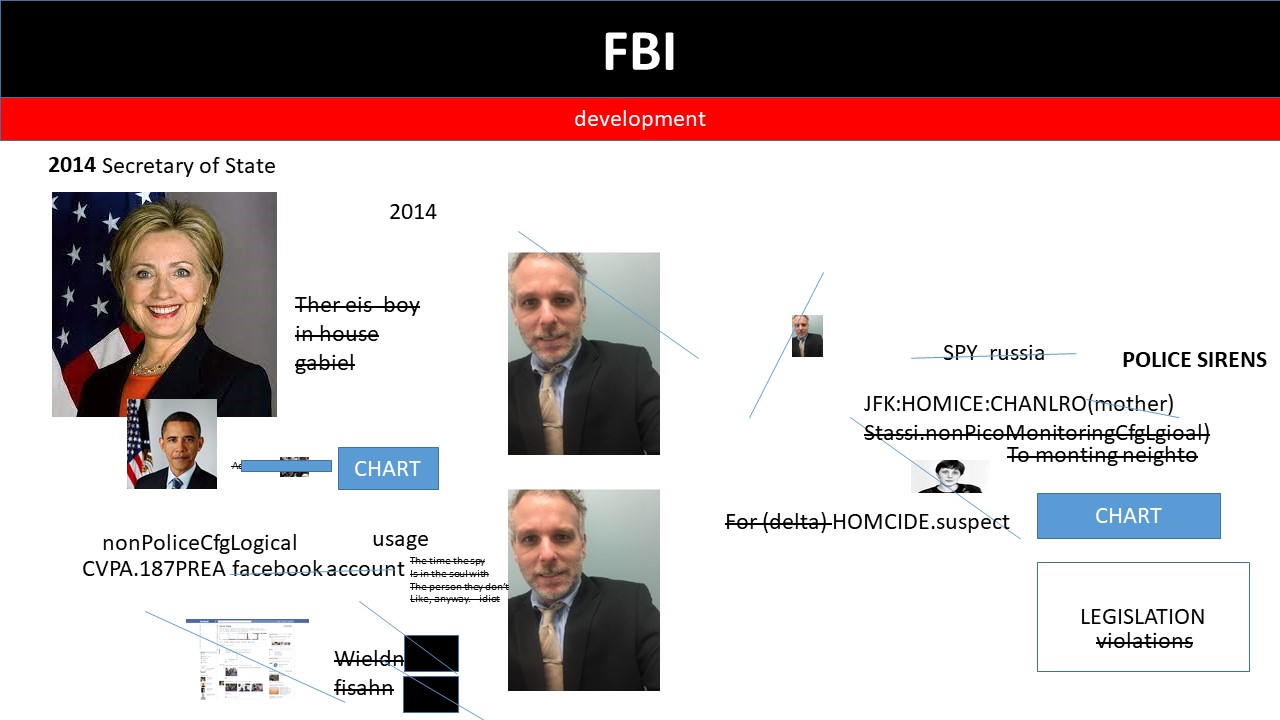 FBI
development
2014 Secretary of State
2014
Ther eis boy
in house
gabiel
CHART
SPY russia
POLICE SIRENS
JFK:HOMICE:CHANLRO(mother)
Stassi.nonPicoMonitoringCfgLgioal)
To monting neighto
For (delta) HOMCIDE.suspect
CHART
LEGISLATION
violations
nonPoliceCfgLogical
CVPA.187PREA facebook account
usage
The time the spy
Is in the soul with
The person they don't
Like, anyway. idiot
Wieldn
fisahn